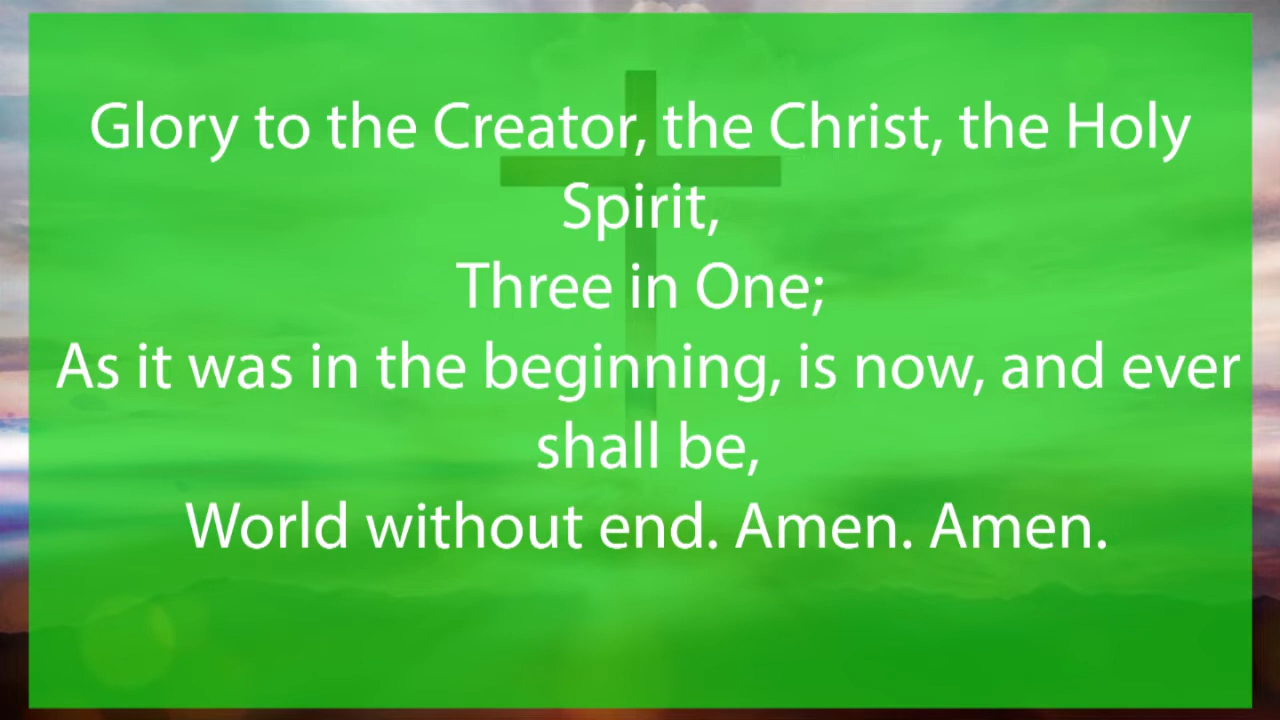 Glory to the Creator, the Christ, the Holy
Spirit,
Three in One;
As it was in the beginning, is now, and ever
shall be,
World without end. Amen. Amen.